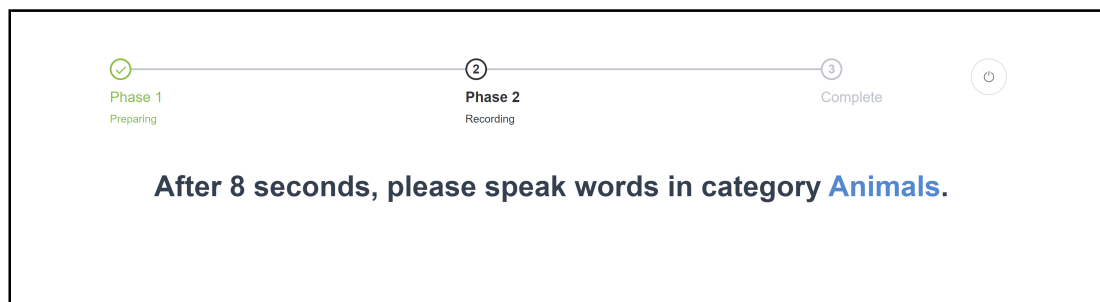 2
3
Phase 1
Phase 2
Complete
Preparing
Recording
After 8 seconds, please speak words in category Animals.